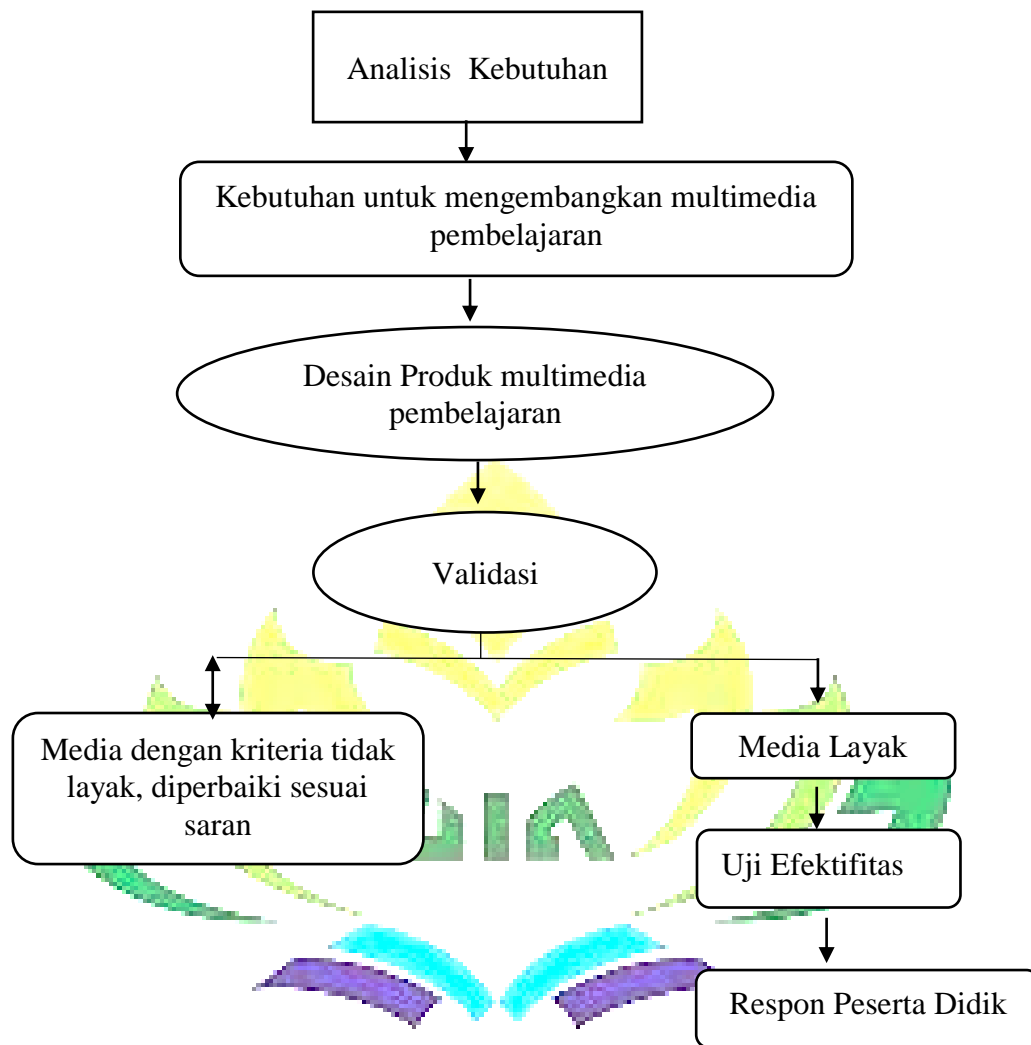 Analisis Kebutuhan
Kebutuhan untuk mengembangkan multimedia
pembelajaran
Desain Produk multimedia
pembelajaran
Validasi
Media dengan kriteria tidak
layak, diperbaiki sesuai
saran
Media Layak
Uji Efektifitas
Respon Peserta Didik